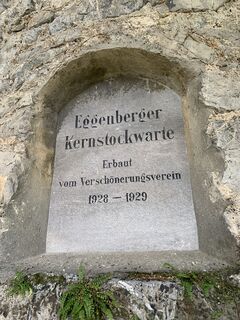 Eggenberger
Kernstockwarte
Erbaut
vom Verschönerungsverein
1928 — 1929